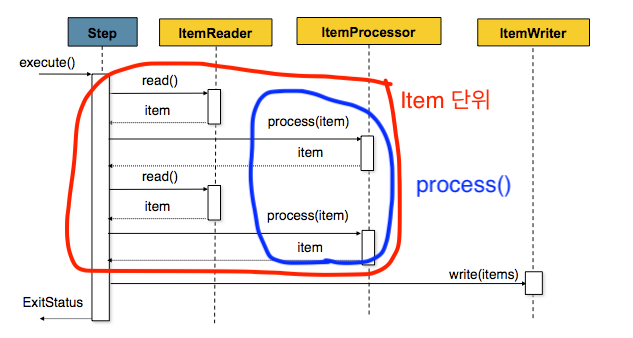 Step
ItemReader
ItemProcessor
ItemWriter
execute()
read()
Item 단위
item
process(item)
item
process()
read()
item
process(item)
item
write(items)
ExitStatus